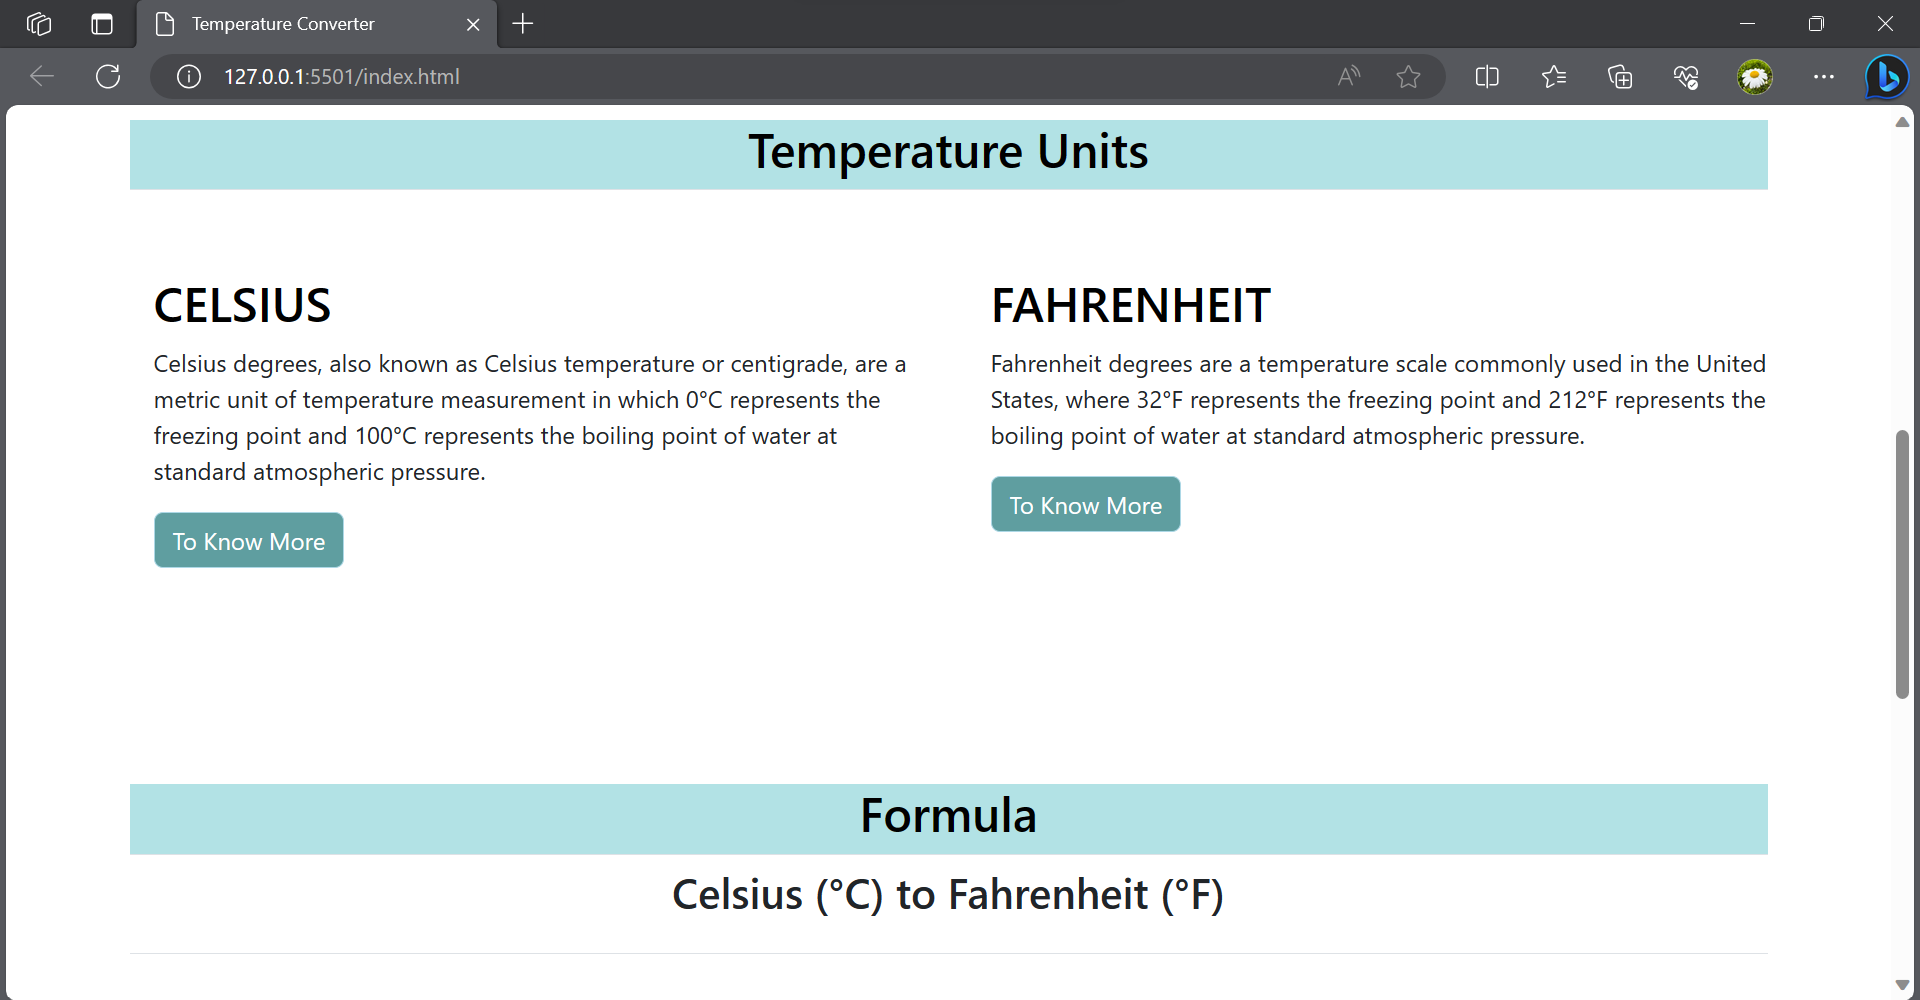 Temperature Converter
127.0.0.1:5501/index.html
Temperature Units
CELSIUS
Celsius degrees, also known as Celsius temperature or centigrade, are a
metric unit of temperature measurement in which 0°C represents the
freezing point and 100°C represents the boiling point of water at
standard atmospheric pressure.
To Know More
FAHRENHEIT
Fahrenheit degrees are a temperature scale commonly used in the United
States, where 32°F represents the freezing point and 212°F represents the
boiling point of water at standard atmospheric pressure.
To Know More
Formula
Celsius (°C) to Fahrenheit (°F)